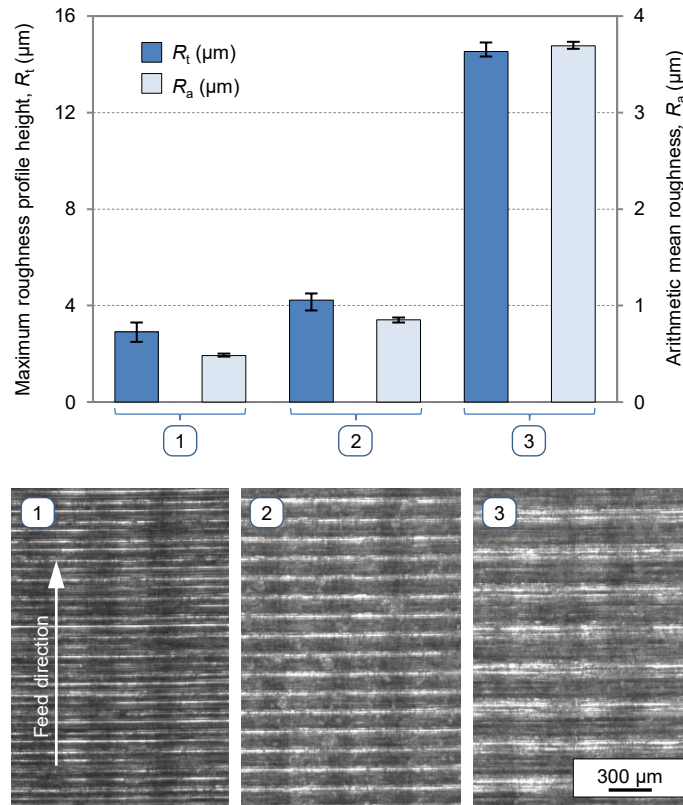 Maximum roughness profile height, Rt (µm)
16
12
8
4
0
Rt (µm)
Ra (µm)
4
3
2
1
0
Arithmetic mean roughness, Ra (µm)
1
2
3
1
2
3
Feed direction
300 µm